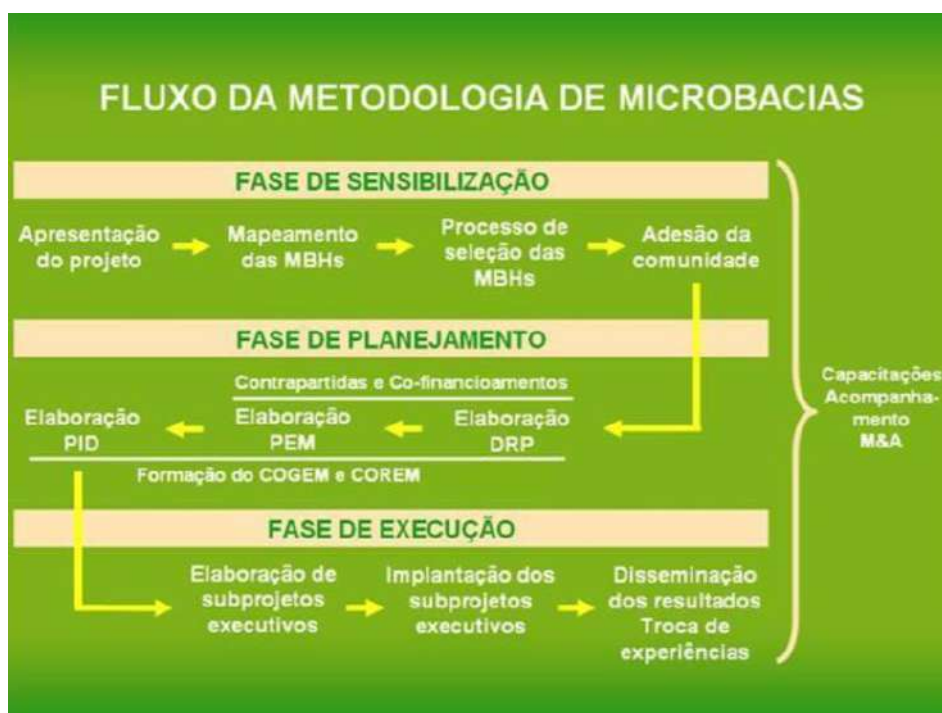 FLUXO DA METODOLOGIA DE MICROBACIAS
FASE DE SENSIBILIZAÇÃO
Apresentação
do projeto
Mapeamento
das MBHs
Processo de
seleção das
MBHs
Adesão da
comunidade
FASE DE PLANEJAMENTO
Contrapartidas e Co-financioamentos
Elaboração
PID
Elaboração
PEM
Elaboração
DRP
Formação do COGEM e COREM
FASE DE EXECUÇÃO
Elaboração de
subprojetos
executivos
Implantação dos
subprojetos
executivos
Disseminação
dos resultados
Troca de
experiências
Capacitações
Acompanha-
mento
M&A